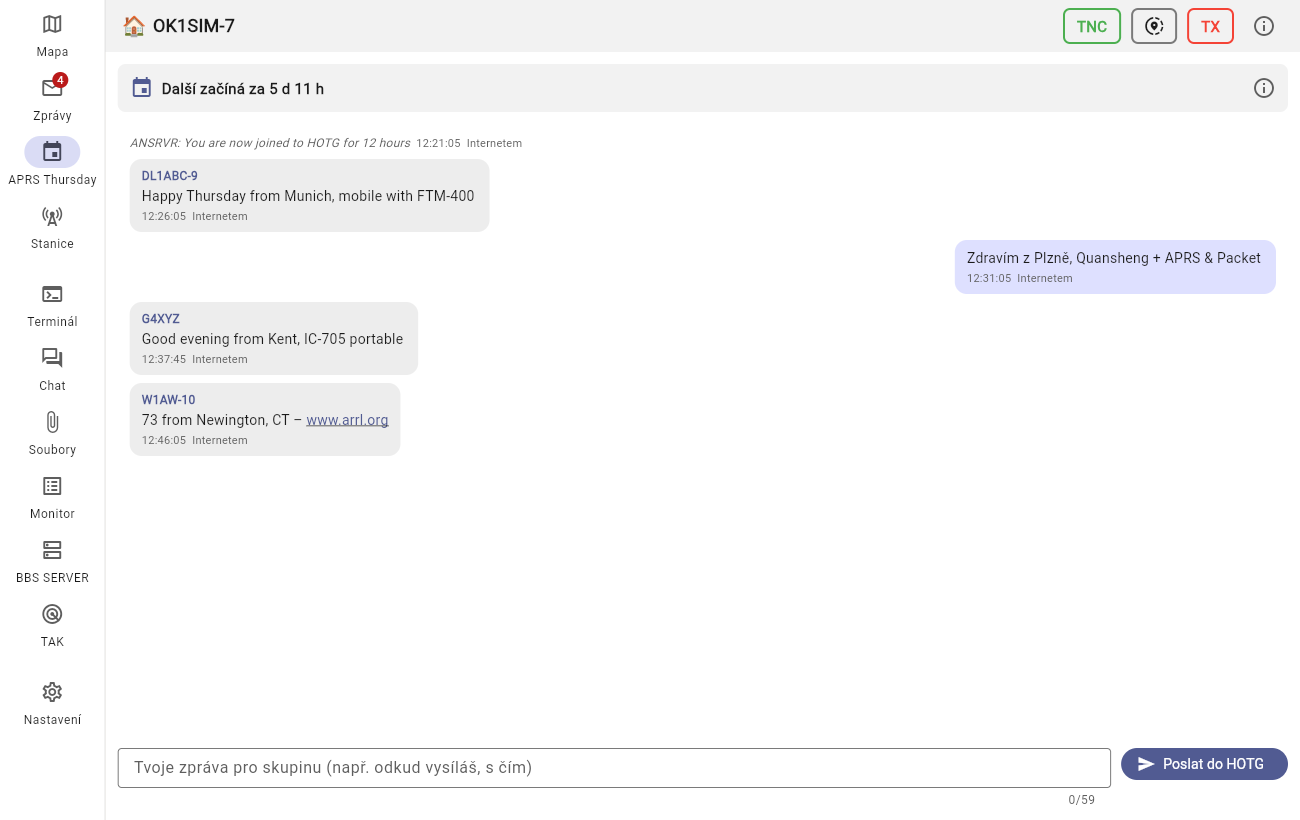 Mapa
4
Zprávy
APRS Thursday
Stanice
Terminál
Chat
Soubory
Monitor
BBS SERVER
TAK
Nastavení
OK1SIM-7
TNC
TX
Další začíná za 5 d 11 h
ANSRVR: You are now joined to HOTG for 12 hours 12:21:05 Internetem
DL1ABC-9
Happy Thursday from Munich, mobile with FTM-400
12:26:05 Internetem
Zdravím z Plzně, Quansheng + APRS & Packet
12:31:05 Internetem
G4XYZ
Good evening from Kent, IC-705 portable
12:37:45 Internetem
W1AW-10
73 from Newington, CT – www.arrl.org
12:46:05 Internetem
Tvoje zpráva pro skupinu (např. odkud vysíláš, s čím)
Poslat do HOTG
0/59